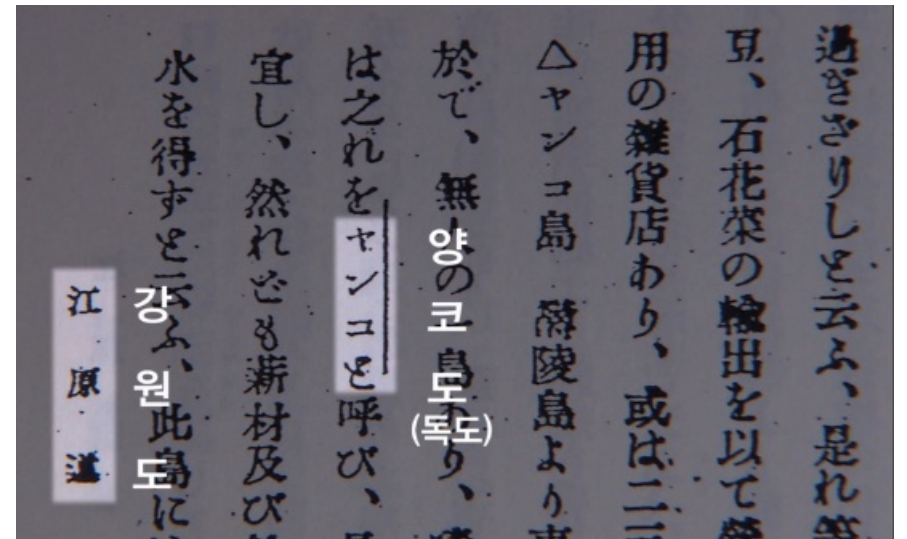 過ぎざりしと云ふ、是れ
豆、石花菜の輸出を以て
用の雜貨店あり、或は二
△ヤンコ島 欝陵島より
於で、無の一島り、
양코도
(독도)
は之れをヤンコと呼び、
宜し、然れども薪材及び
水を得ずと云ふ、此島に
강원도
江原道